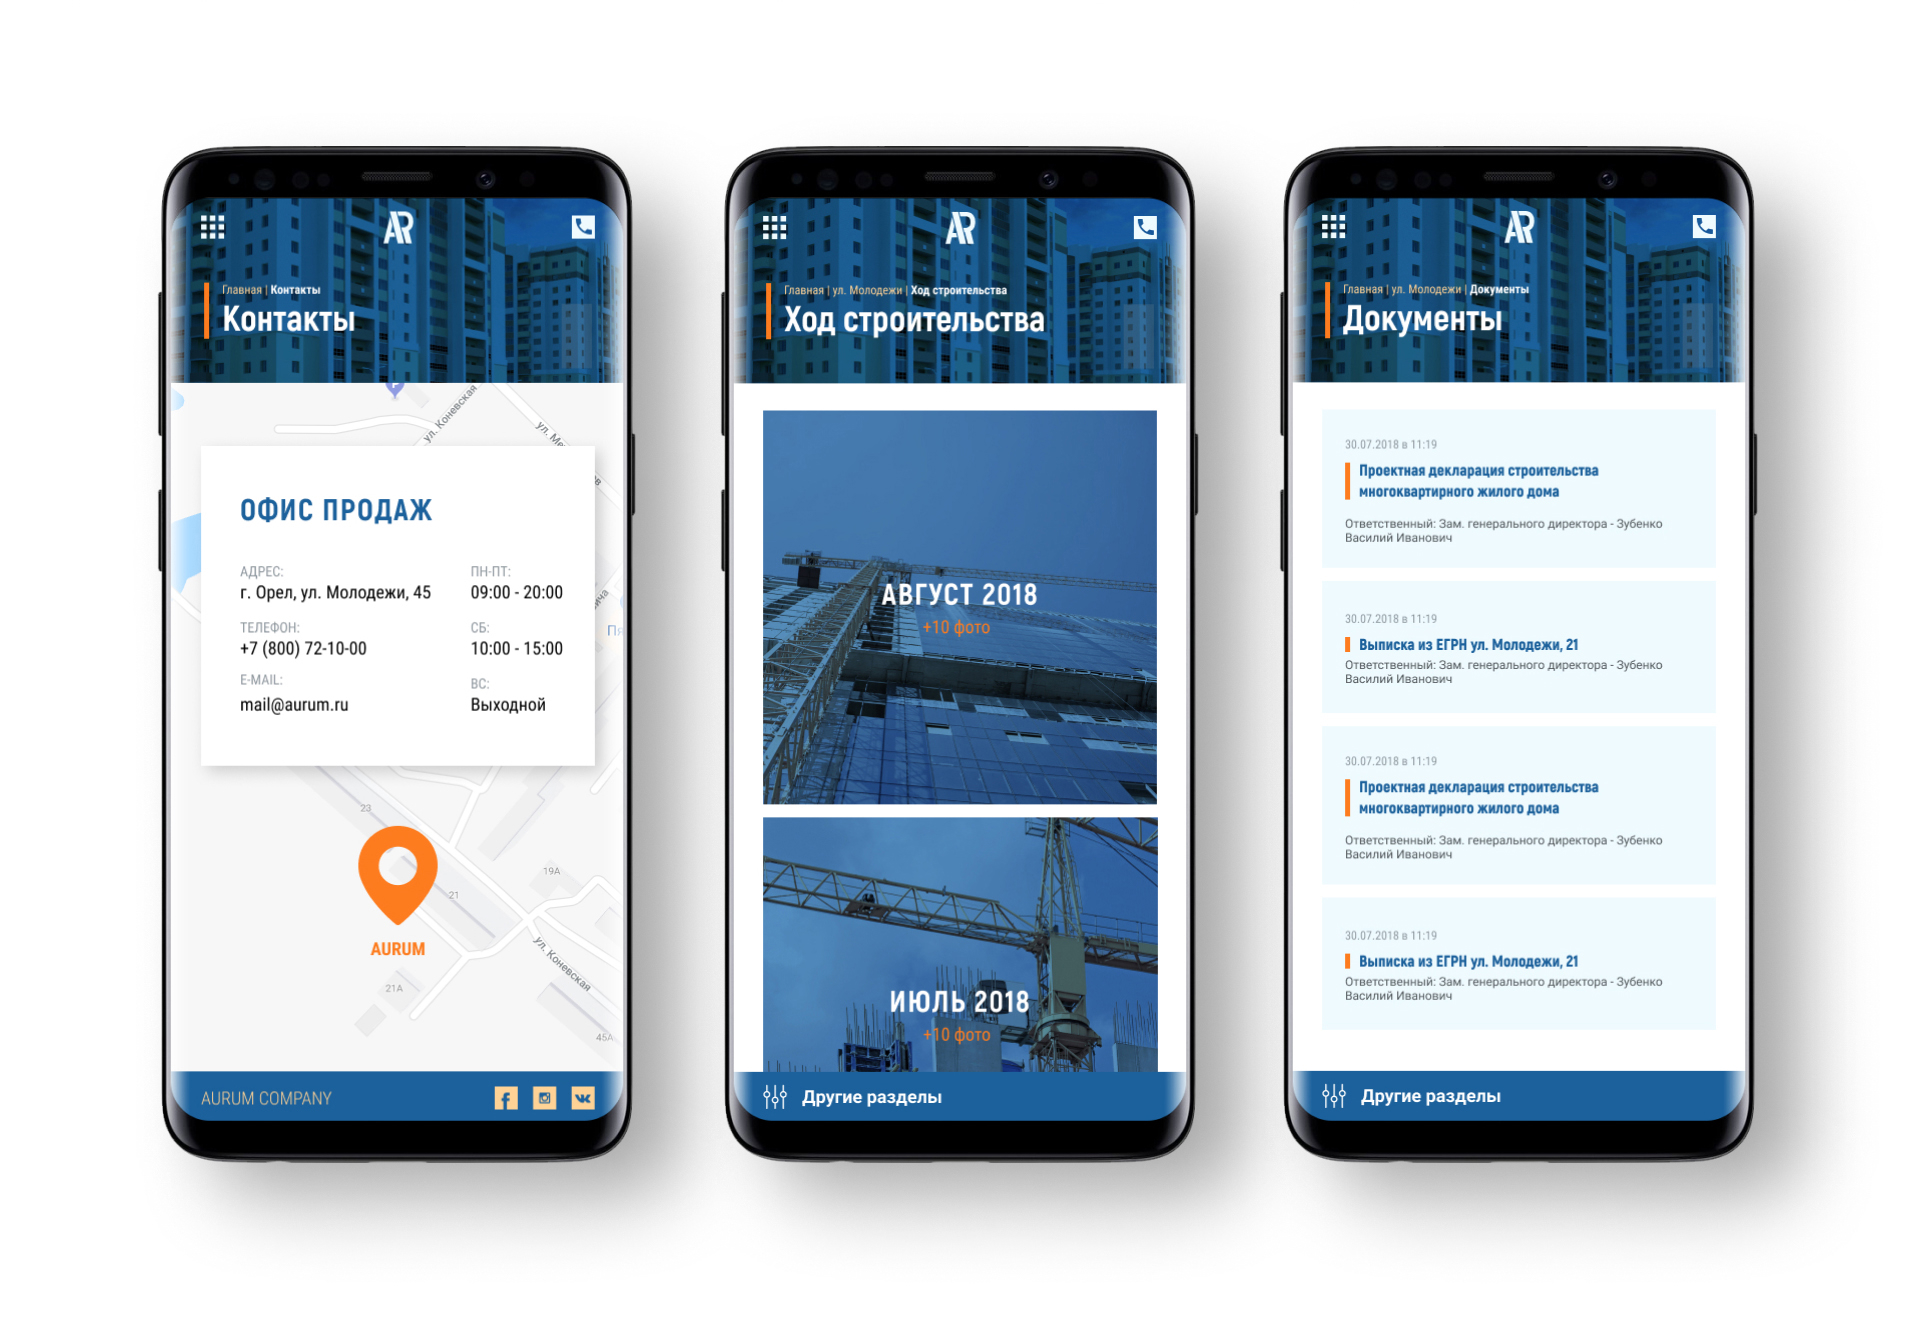 AR
Главная | Контакты
Контакты
ул. Коневская
ОФИС ПРОДАЖ
АДРЕС:
г. Орел, ул. Молодежи, 45
ПН-ПТ:
09:00 - 20:00
ТЕЛЕФОН:
+7 (800) 72-10-00
СБ:
10:00 - 15:00
E-MAIL:
mail@aurum.ru
ВС:
Выходной
23
21
19А
AURUM
ул. Коневская
21А
45А
AURUM COMPANY
AR
Главная | ул. Молодежи | Ход строительства
Ход строительства
АВГУСТ 2018
+10 фото
ИЮЛЬ 2018
+10 фото
Другие разделы
AR
Главная | ул. Молодежи | Документы
Документы
30.07.2018 в 11:19
Проектная декларация строительства
многоквартирного жилого дома
Ответственный: Зам. генерального директора - Зубенко
Василий Иванович
30.07.2018 в 11:19
Выписка из ЕГРН ул. Молодежи, 21
Ответственный: Зам. генерального директора - Зубенко
Василий Иванович
30.07.2018 в 11:19
Проектная декларация строительства
многоквартирного жилого дома
Ответственный: Зам. генерального директора - Зубенко
Василий Иванович
30.07.2018 в 11:19
Выписка из ЕГРН ул. Молодежи, 21
Ответственный: Зам. генерального директора - Зубенко
Василий Иванович
Другие разделы